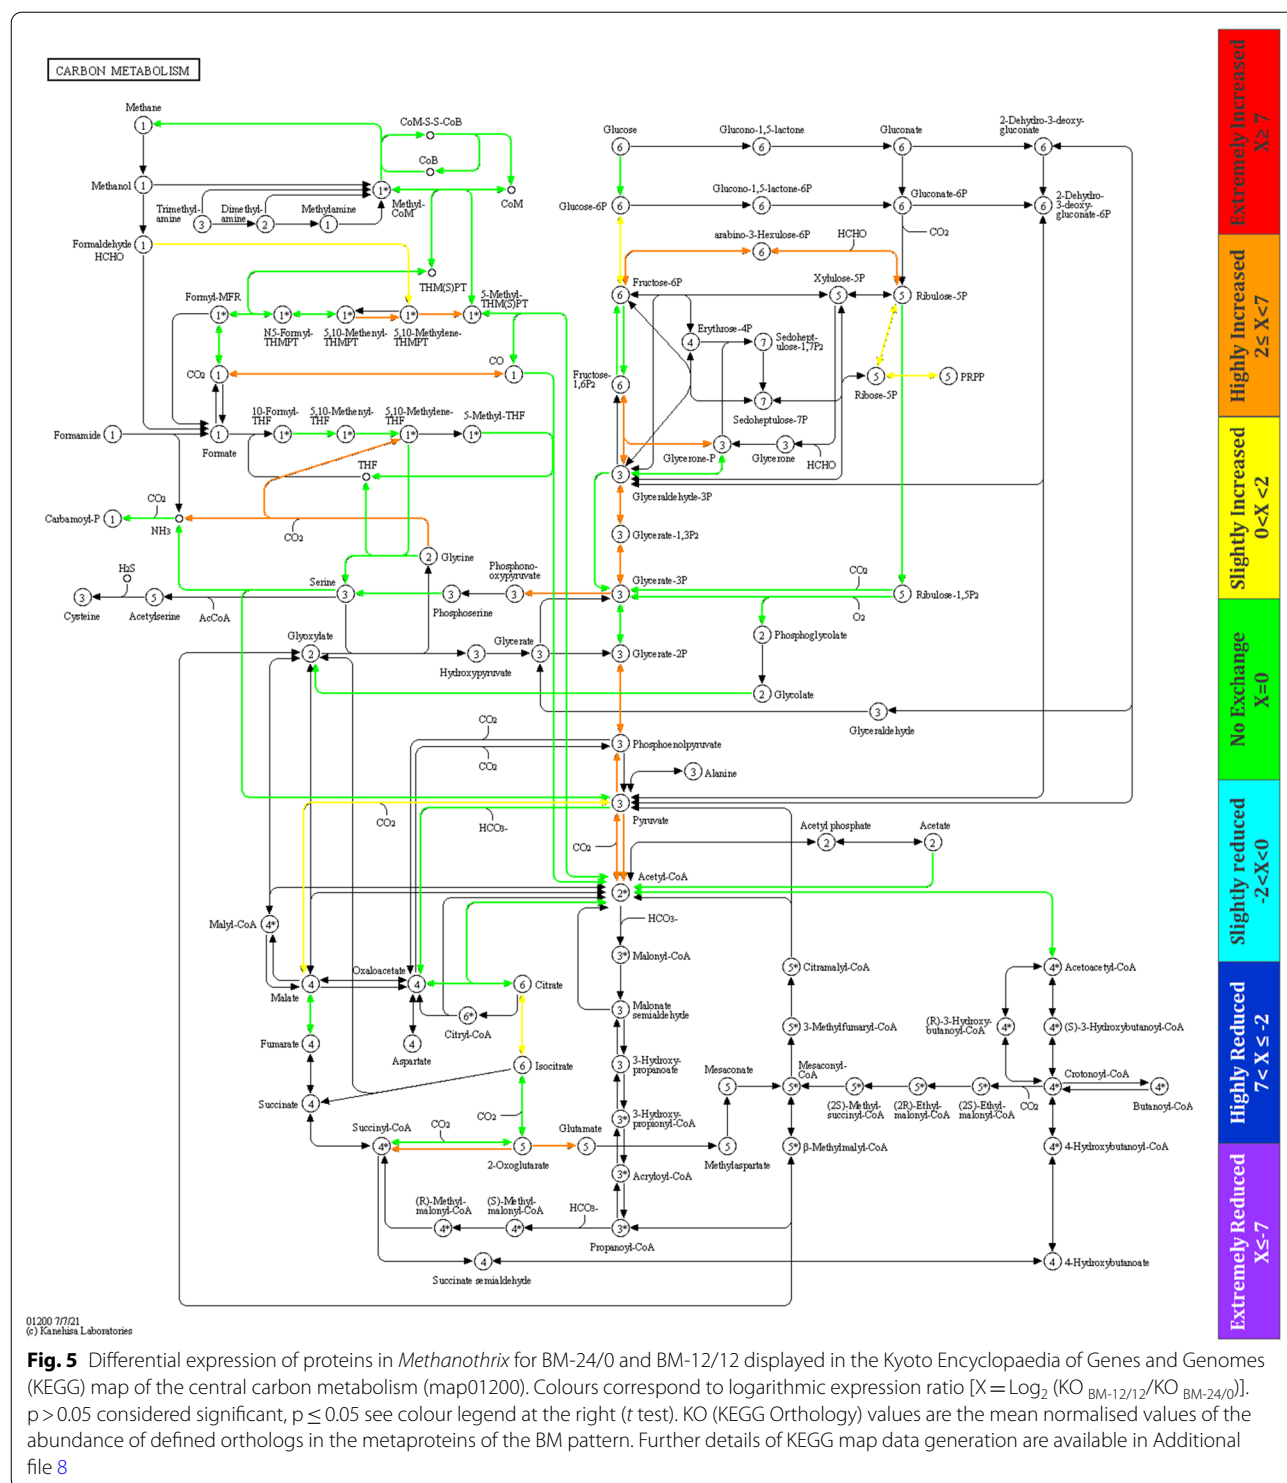 CARBON METABOLISM
Methane
CoM-S-S-CoB
CoB
Methanol
Methyl-
CoM
CoM
Trimethyl-
amine
Dimethyl-
amine
Methylamine
Formaldehyde
HCHO
THM(S)PT
Formyl-MFR
5-Methyl-
THM(S)PT
N5-Formyl-
THMPT
5,10-Methenyl-
THMPT
5,10-Methylene-
THMPT
CO2
CO
10-Formyl-
THF
5,10-Methenyl-
THF
5,10-Methylene-
THF
5-Methyl-THF
Formamide
Formate
THF
CO2
Carbamoyl-P
NH3
CO2
Glycine
H2S
Serine
Phosphono-
oxypyruvate
Cysteine
Acetylserine
AcCoA
Phosphoserine
Glyoxylate
Glycerate
Hydroxypyruvate
Glucose
Glucono-1,5-lactone
Gluconate
2-Dehydro-3-deoxy-
gluconate
Glucose-6P
Glucono-1,5-lactone-6P
Gluconate-6P
2-Dehydro-
3-deoxy-
gluconate-6P
CO2
arabino-3-Hexulose-6P
HCHO
Fructose-6P
Xylulose-5P
Ribulose-5P
Erythrose-4P
Sedohept-
ulose-1,7P2
Fructose-
1,6P2
Ribose-5P
PRPP
Sedoheptulose-7P
Glycerone-P
Glycerone
HCHO
Glyceraldehyde-3P
Glycerate-1,3P2
Glycerate-3P
CO2
O2
Ribulose-1,5P2
Phosphoglycolate
Glycerate-2P
Glycolate
Glyceraldehyde
CO2
CO2
Phosphoenolpyruvate
Alanine
CO2
HCO3-
Pyruvate
CO2
Acetyl phosphate
Acetate
Acetyl-CoA
Malyl-CoA
HCO3-
Malonyl-CoA
Citramalyl-CoA
Acetoacetyl-CoA
Oxaloacetate
Malate
Citrate
Citryl-CoA
Malonate
semialdehyde
3-Methylfumaryl-CoA
(R)-3-Hydroxy-
butanoyl-CoA
(S)-3-Hydroxybutanoyl-CoA
Fumarate
Aspartate
Isocitrate
3-Hydroxy-
propanoate
Mesaconate
Mesaconyl-
CoA
Crotonoyl-CoA
Succinate
CO2
(2S)-Methyl-
succinyl-CoA
(2R)-Ethyl-
malonyl-CoA
(2S)-Ethyl-
malonyl-CoA
CO2
Butanoyl-CoA
Succinyl-CoA
CO2
Glutamate
3-Hydroxy-
propionyl-CoA
2-Oxoglutarate
Methylaspartate
β-Methylmalyl-CoA
4-Hydroxybutanoyl-CoA
Acryloyl-CoA
(R)-Methyl-
malonyl-CoA
(S)-Methyl-
malonyl-CoA
HCO3-
Propanoyl-CoA
Succinate semialdehyde
4-Hydroxybutanoate
01200 7/7/21
(c) Kanehisa Laboratories
Extremely Increased
X≥ 7
Highly Increased
2≤ X<7
Slightly Increased
0<X <2
No Exchange
X=0
Slightly reduced
-2<X<0
Highly Reduced
7< X ≤ -2
Extremely Reduced
X≤-7
Fig. 5 Differential expression of proteins in Methanothrix for BM-24/0 and BM-12/12 displayed in the Kyoto Encyclopaedia of Genes and Genomes
(KEGG) map of the central carbon metabolism (map01200). Colours correspond to logarithmic expression ratio [X = Log2 (KO BM-12/12/KO BM-24/0)].
p > 0.05 considered significant, p ≤ 0.05 see colour legend at the right (t test). KO (KEGG Orthology) values are the mean normalised values of the
abundance of defined orthologs in the metaproteins of the BM pattern. Further details of KEGG map data generation are available in Additional
file 8